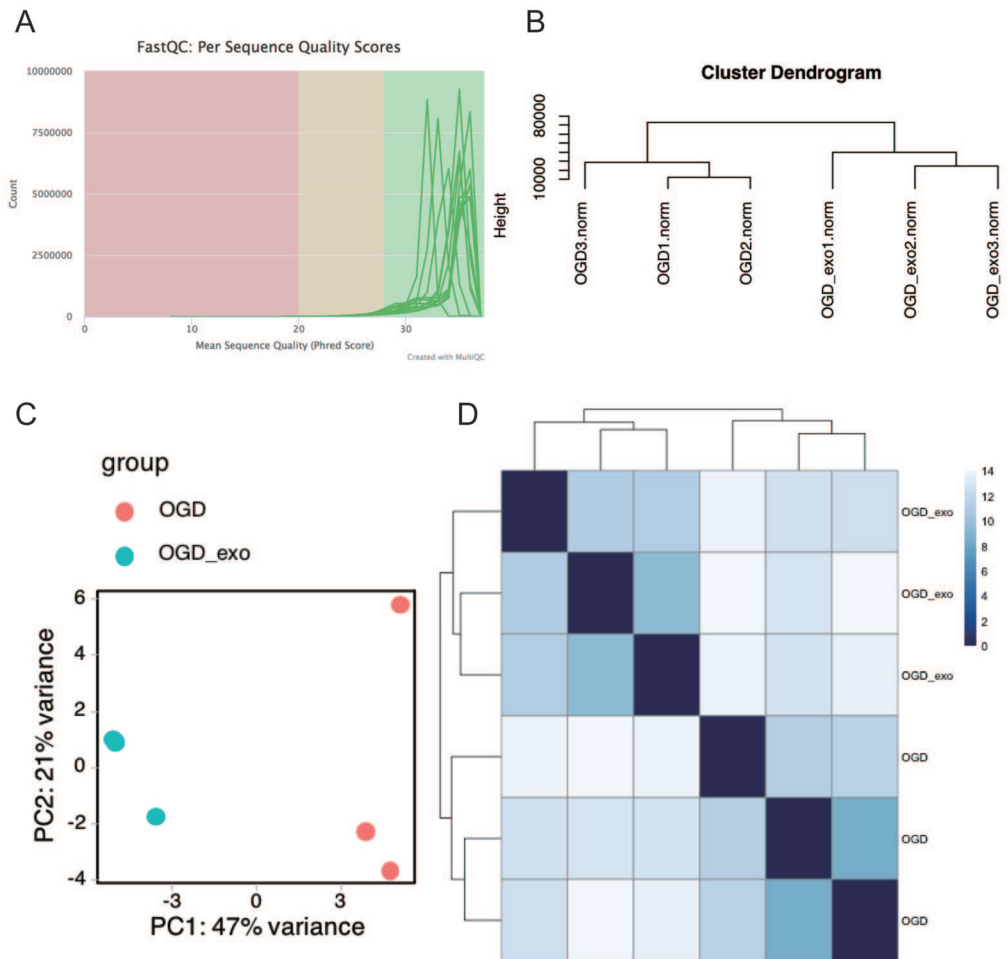 A
FastQC: Per Sequence Quality Scores
10000000
7500000
5000000
2500000
0
Count
0
10
20
30
Mean Sequence Quality (Phred Score)
Created with MultiQC
B
Cluster Dendrogram
80000
10000
Height
OGD3.norm
OGD1.norm
OGD2.norm
OGD_exo1.norm
OGD_exo2.norm
OGD_exo3.norm
C
group
OGD
OGD_exo
6
4
2
0
-2
-4
PC2: 21% variance
-3
0
3
PC1: 47% variance
D
14
12
10
8
6
4
2
0
OGD_exo
OGD_exo
OGD_exo
OGD
OGD
OGD